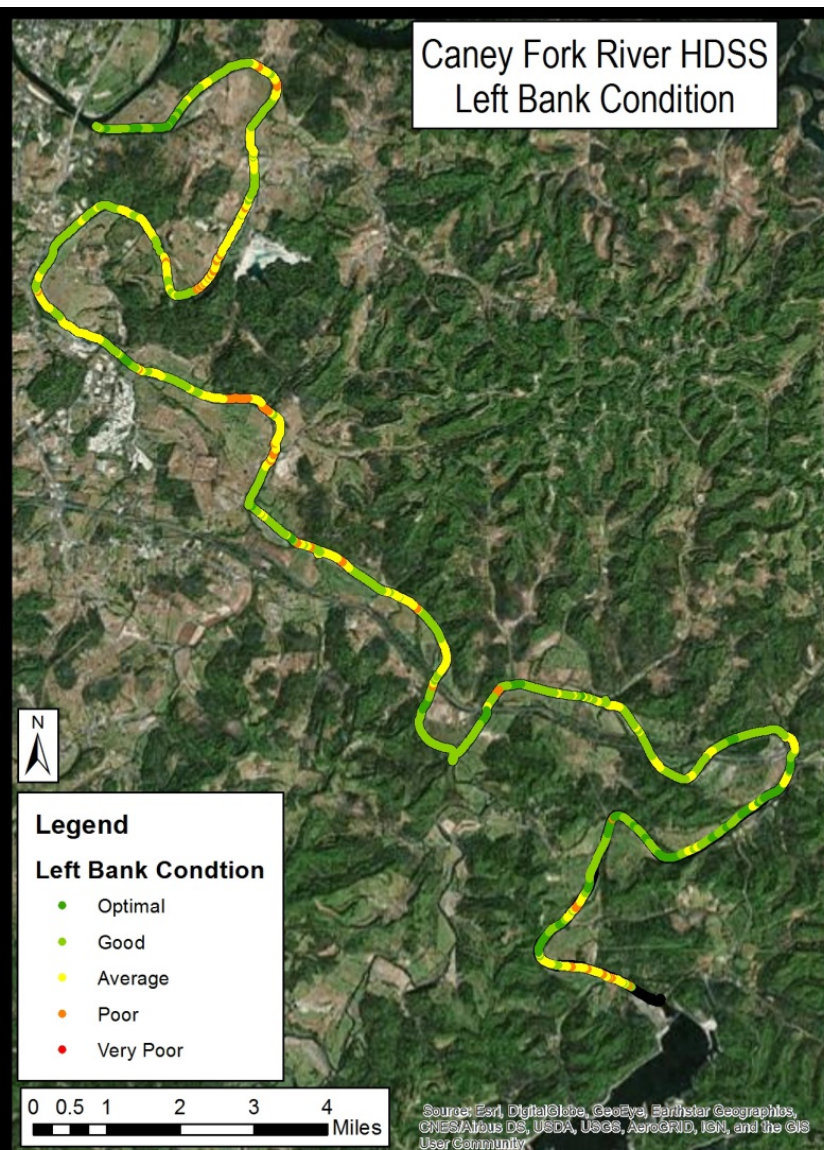 Caney Fork River HDSS
Left Bank Condition
N
Legend
Left Bank Condtion
Optimal
Good
Average
Poor
Very Poor
0 0.5 1 2 3 4
Miles
Source: Esri, DigitalGlobe, GeoEye, Earthstar Geographics,
CNES/Airbus DS, USDA, USGS, AeroGRID, IGN, and the GIS
User Community